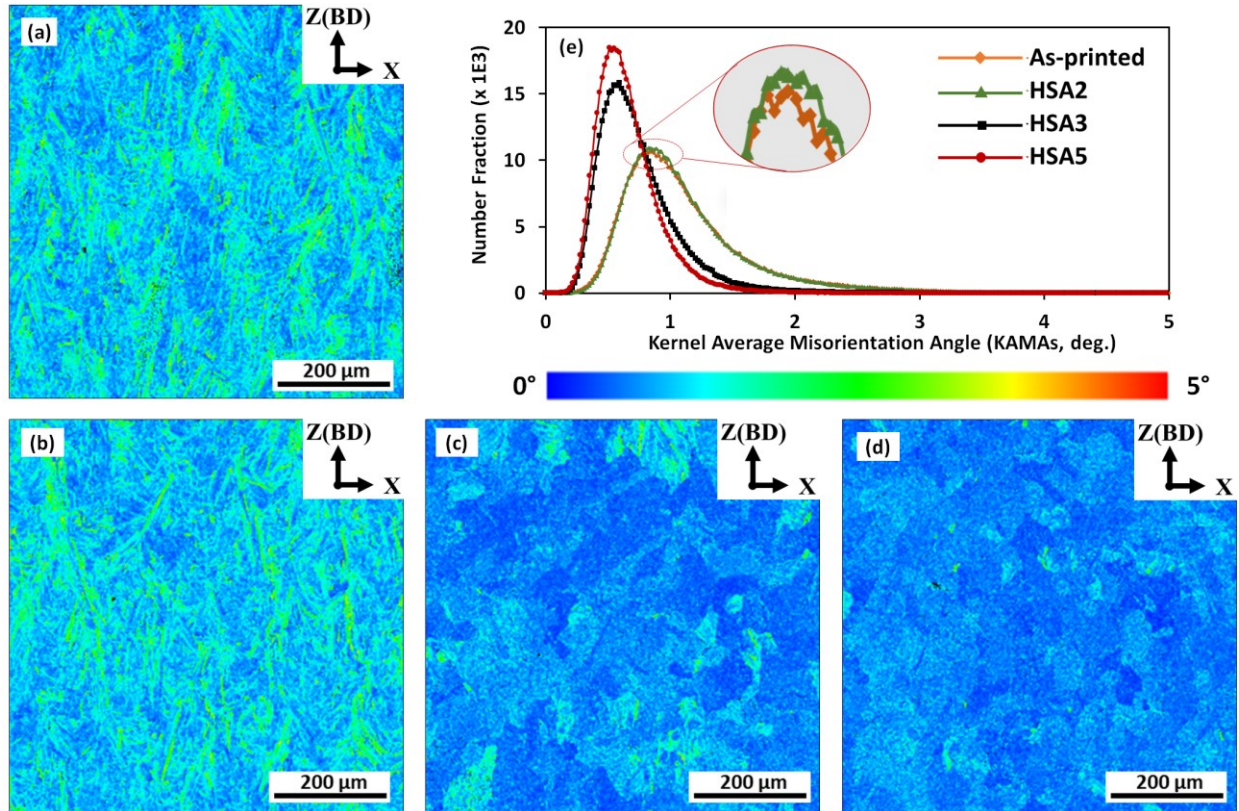 (a)
Z(BD)
X
200 µm
(e)
20
15
10
5
0
Number Fraction (x 1E3)
As-printed
HSA2
HSA3
HSA5
0 1 2 3 4 5
Kernel Average Misorientation Angle (KAMAs, deg.)
0° 5°
(b)
Z(BD)
X
200 µm
(c)
Z(BD)
X
200 µm
(d)
Z(BD)
X
200 µm